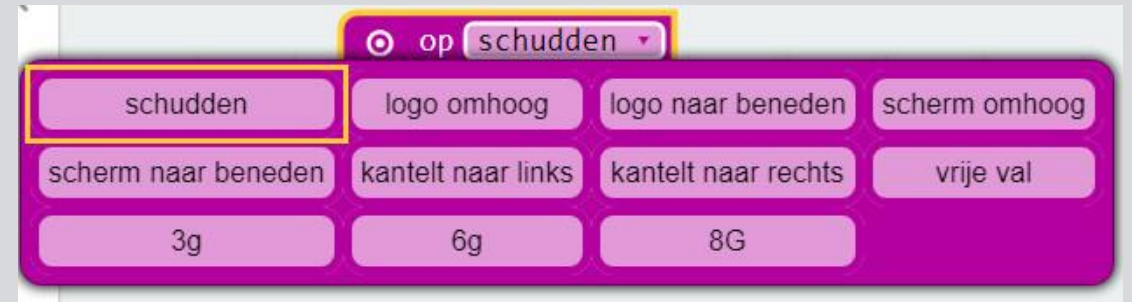 op schudden
schudden logo omhoog logo naar beneden scherm omhoog
scherm naar beneden kantelt naar links kantelt naar rechts vrije val
3g 6g 8G